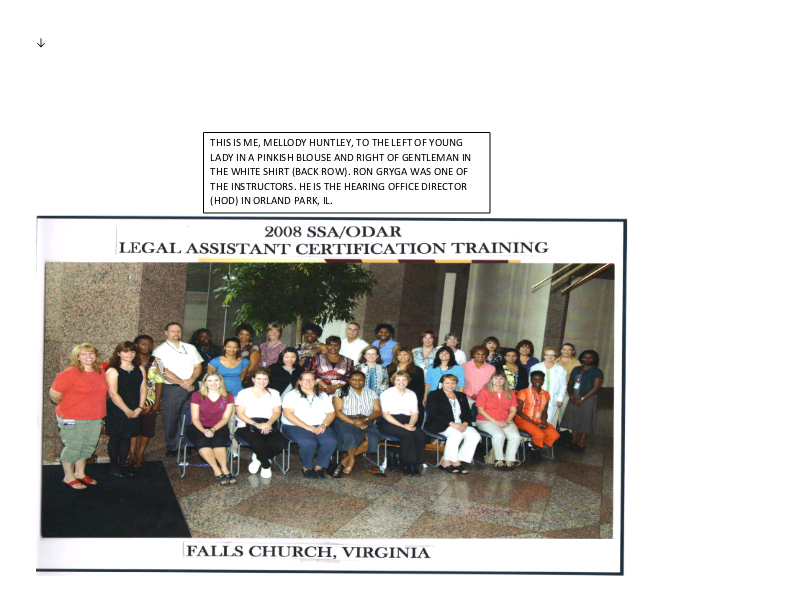 THIS IS ME, MELLODY HUNTLEY, TO THE LEFT OF YOUNG
LADY IN A PINKISH BLOUSE AND RIGHT OF GENTLEMAN IN
THE WHITE SHIRT (BACK ROW). RON GRYGA WAS ONE OF
THE INSTRUCTORS. HE IS THE HEARING OFFICE DIRECTOR
(HOD) IN ORLAND PARK, IL.
2008 SSA/ODAR
LEGAL ASSISTANT CERTIFICATION TRAINING
FALLS CHURCH, VIRGINIA